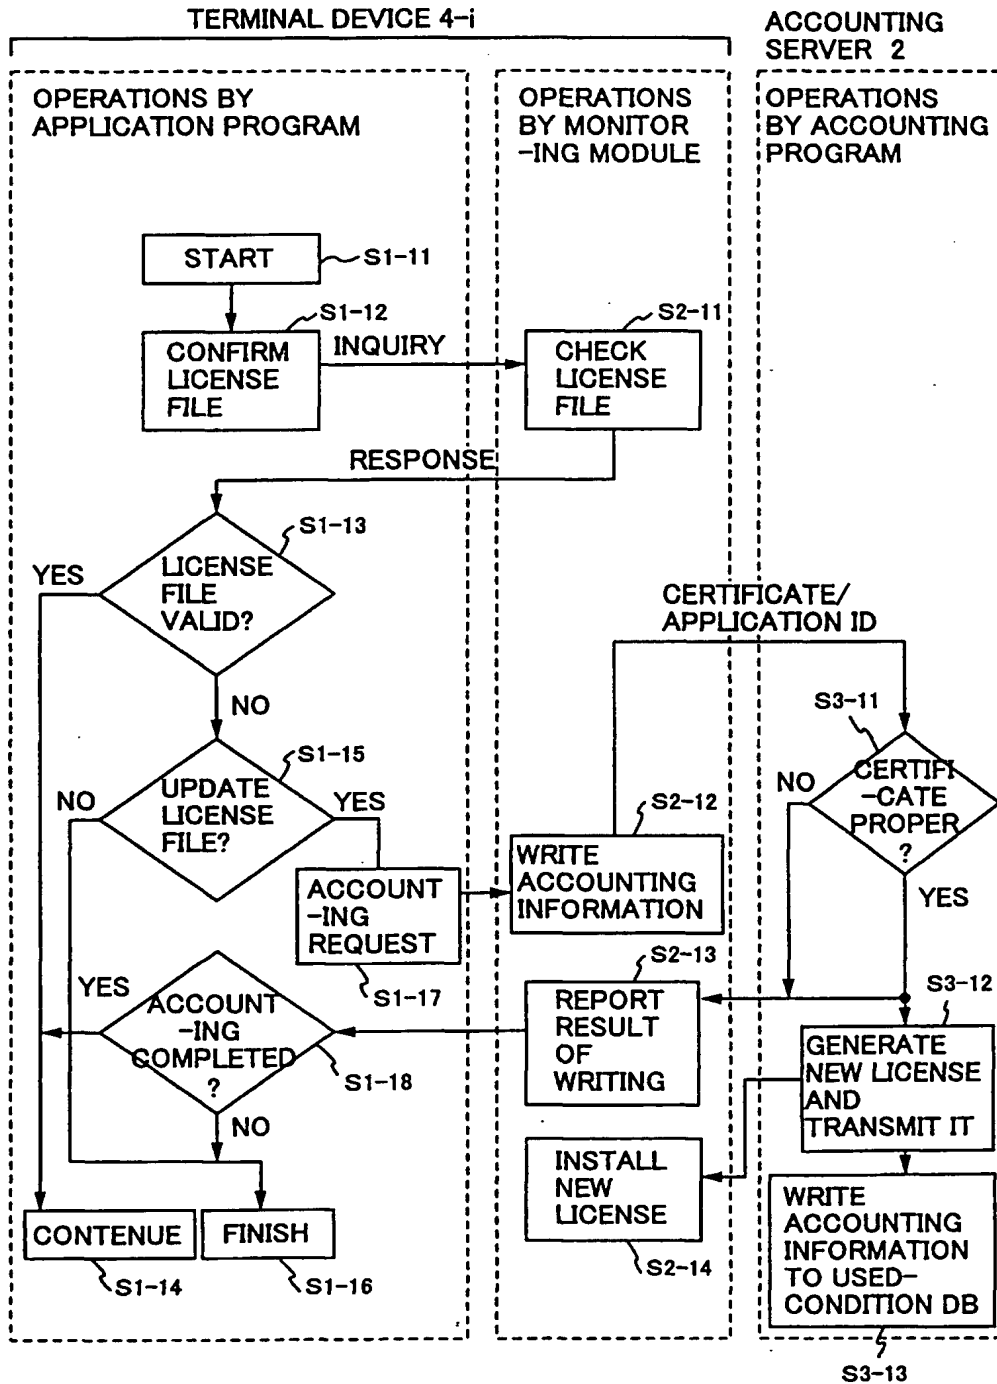 TERMINAL DEVICE 4-i
ACCOUNTING
SERVER 2
OPERATIONS BY
APPLICATION PROGRAM
OPERATIONS
BY MONITOR
-ING MODULE
OPERATIONS
BY ACCOUNTING
PROGRAM
START
S1-11
S1-12
CONFIRM
LICENSE
FILE
INQUIRY
S2-11
CHECK
LICENSE
FILE
RESPONSE
S1-13
LICENSE
FILE
VALID?
YES
NO
CERTIFICATE/
APPLICATION ID
S3-11
CERTIFI
-CATE
PROPER
?
NO
YES
S1-15
UPDATE
LICENSE
FILE?
NO
YES
ACCOUNT
-ING
REQUEST
S1-17
S2-12
WRITE
ACCOUNTING
INFORMATION
S2-13
REPORT
RESULT
OF
WRITING
YES
ACCOUNT
-ING
COMPLETED
?
S1-18
NO
S3-12
GENERATE
NEW LICENSE
AND
TRANSMIT IT
INSTALL
NEW
LICENSE
S2-14
WRITE
ACCOUNTING
INFORMATION
TO USED-
CONDITION DB
S3-13
CONTENUE
S1-14
FINISH
S1-16